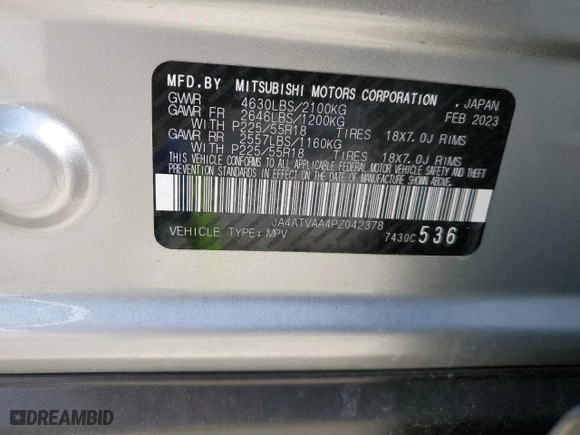 MFD.BY MITSUBISHI MOTORS CORPORATION , JAPAN
GVWR 4630LBS/2100KG FEB 2023
GAWR FR 2646LBS/1200KG
WITH P225/55R18 TIRES 18X7.0J RIMS
GAWR RR 2557LBS/1160KG
WITH P225/55R18 TIRES 18X7.0J RIMS
THIS VEHICLE CONFORMS TO ALL APPLICABLE FEDERAL MOTOR VEHICLE SAFETY AND THEFT
PREVENTION STANDARDS IN EFFECT ON THE DATE OF MANUFACTURE SHOWN ABOVE.
JA4ATVAA4PZ042378
VEHICLE TYPE: MPV 7430C 536
DREAMBID